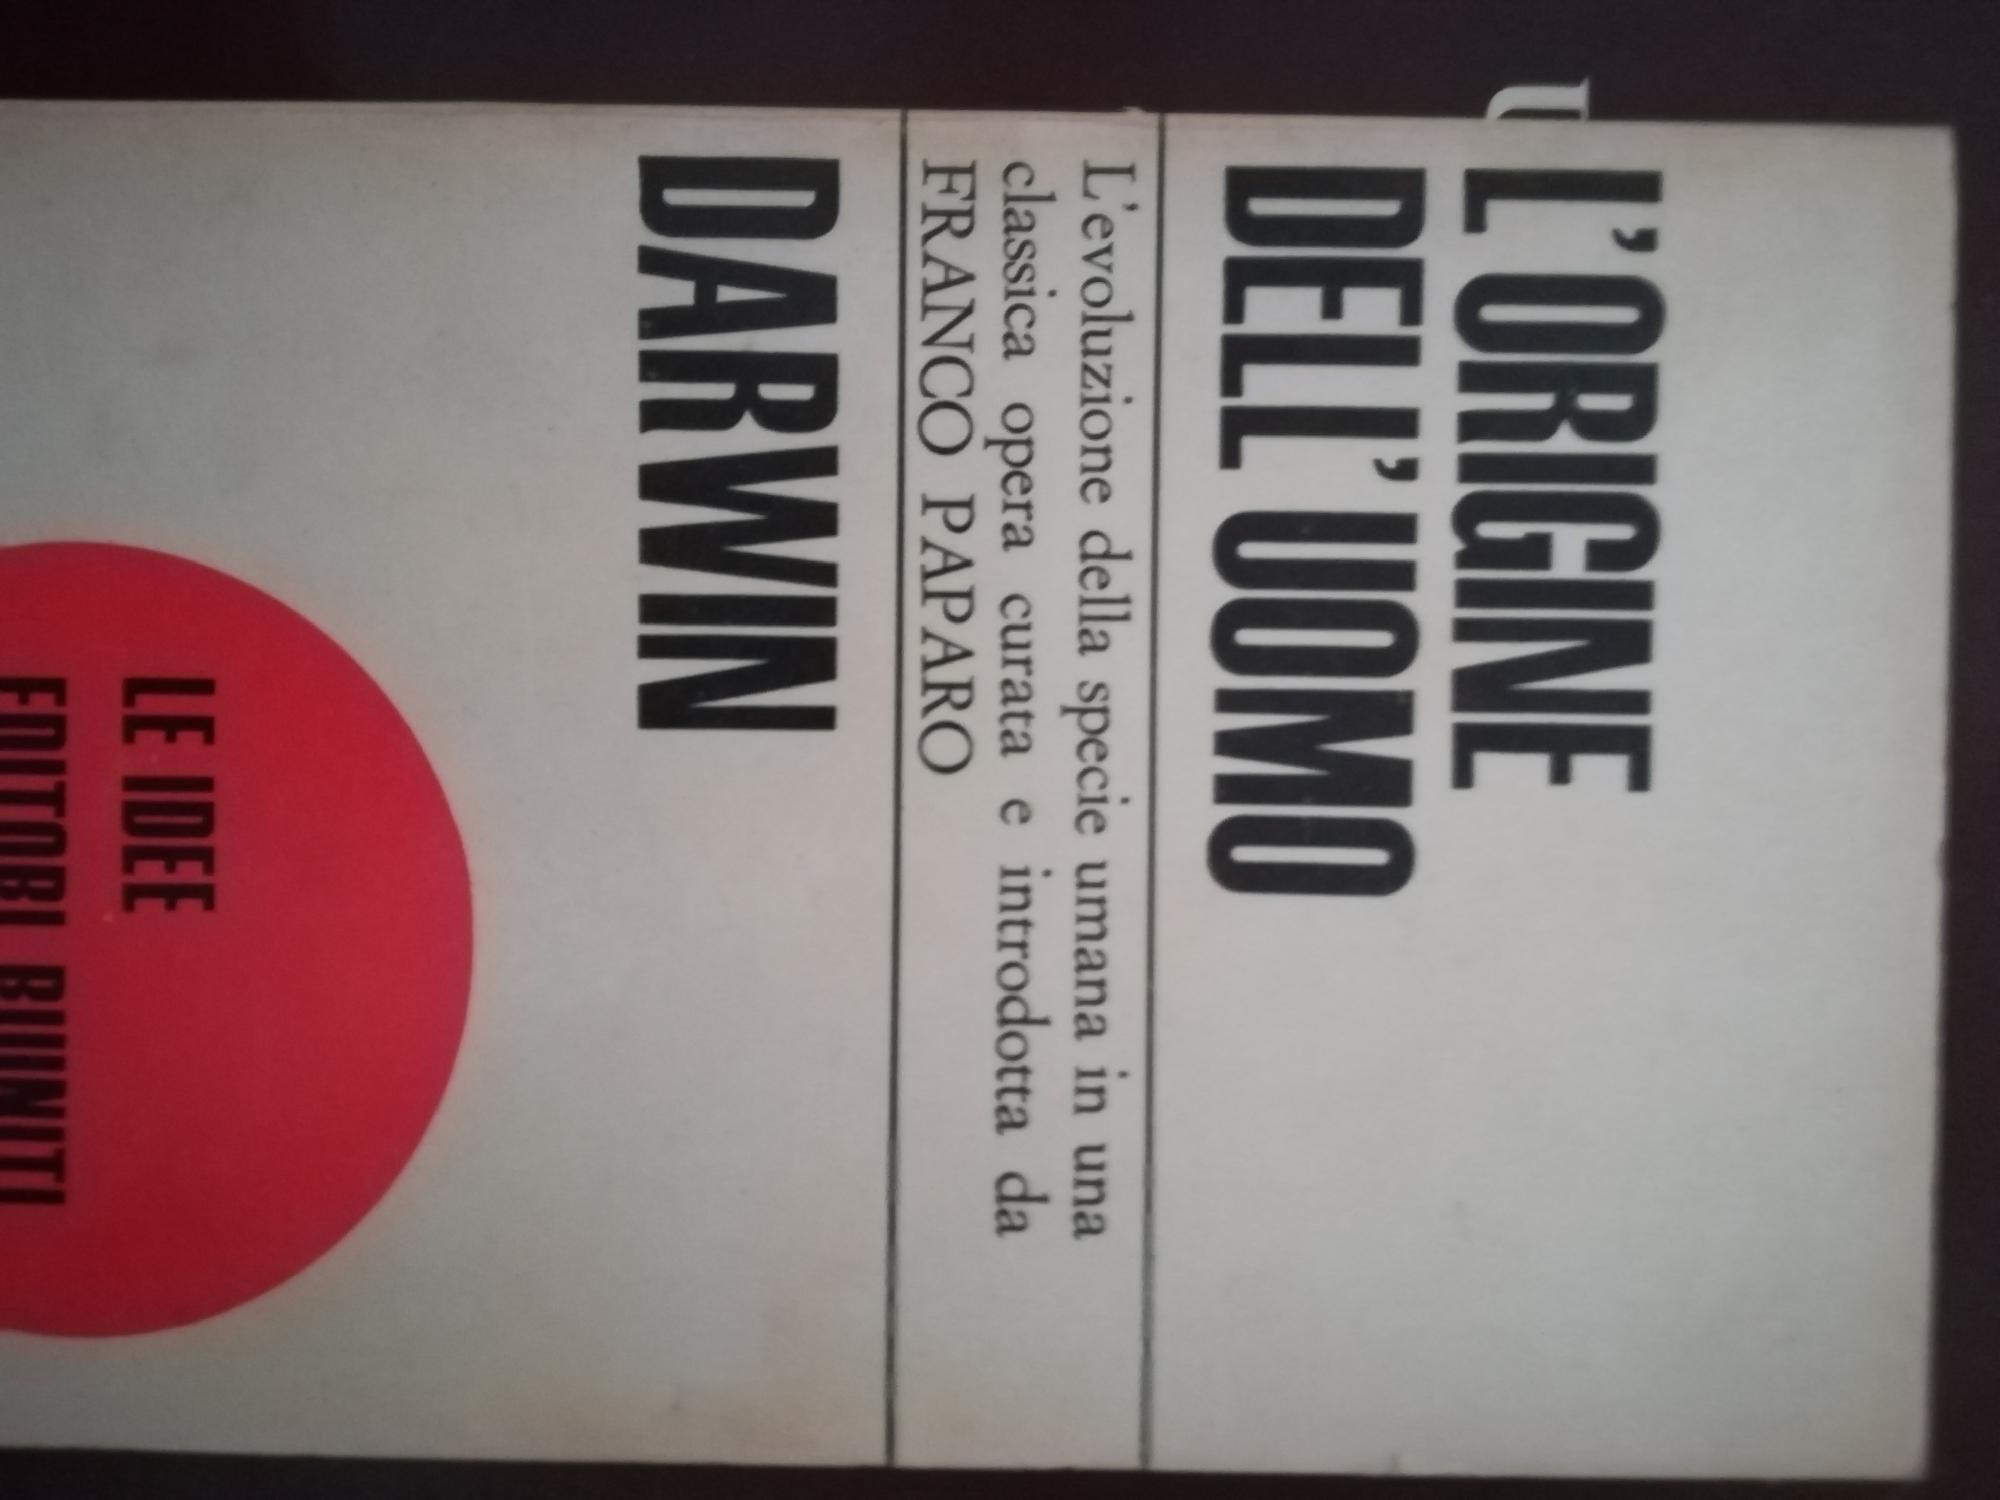 L'ORIGINE
DELL'UOMO
L'evoluzione della specie umana in una
classica opera curata e introdotta da
FRANCO PAPARO
DARWIN
LE IDEE
EDITORI RIUNITI
U